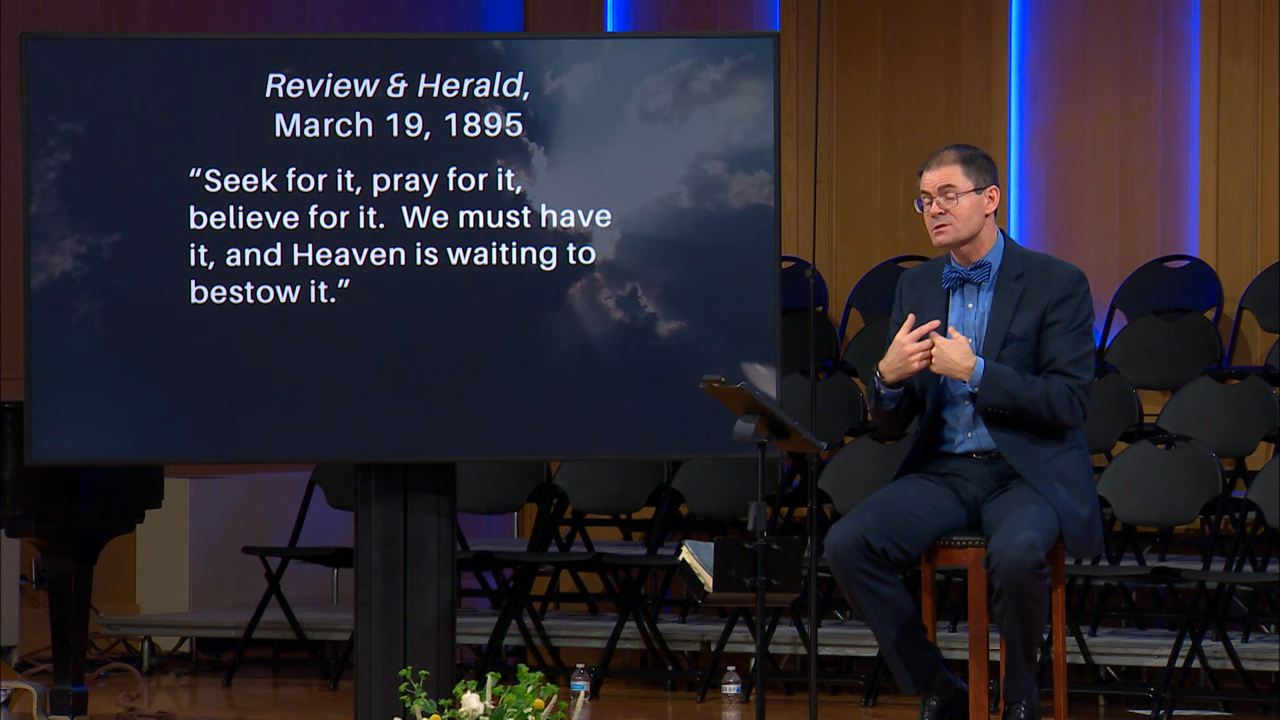 Review & Herald,
March 19, 1895
“Seek for it, pray for it,
believe for it.  We must have
it, and Heaven is waiting to
bestow it.”